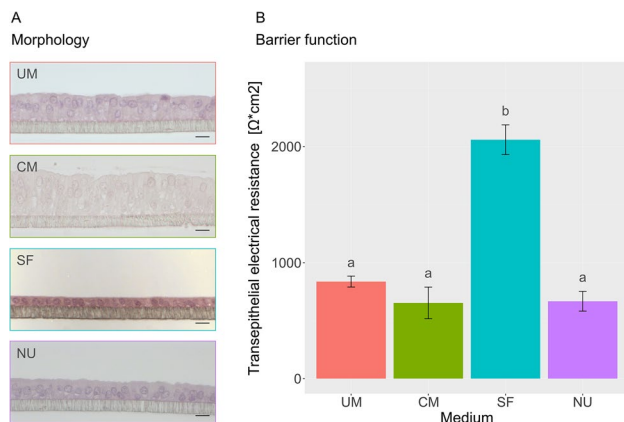 A
Morphology
UM
CM
SF
NU
B
Barrier function
Transepithelial electrical resistance [Ω*cm2]
2000
1000
0
b
a
a
a
UM CM SF NU
Medium